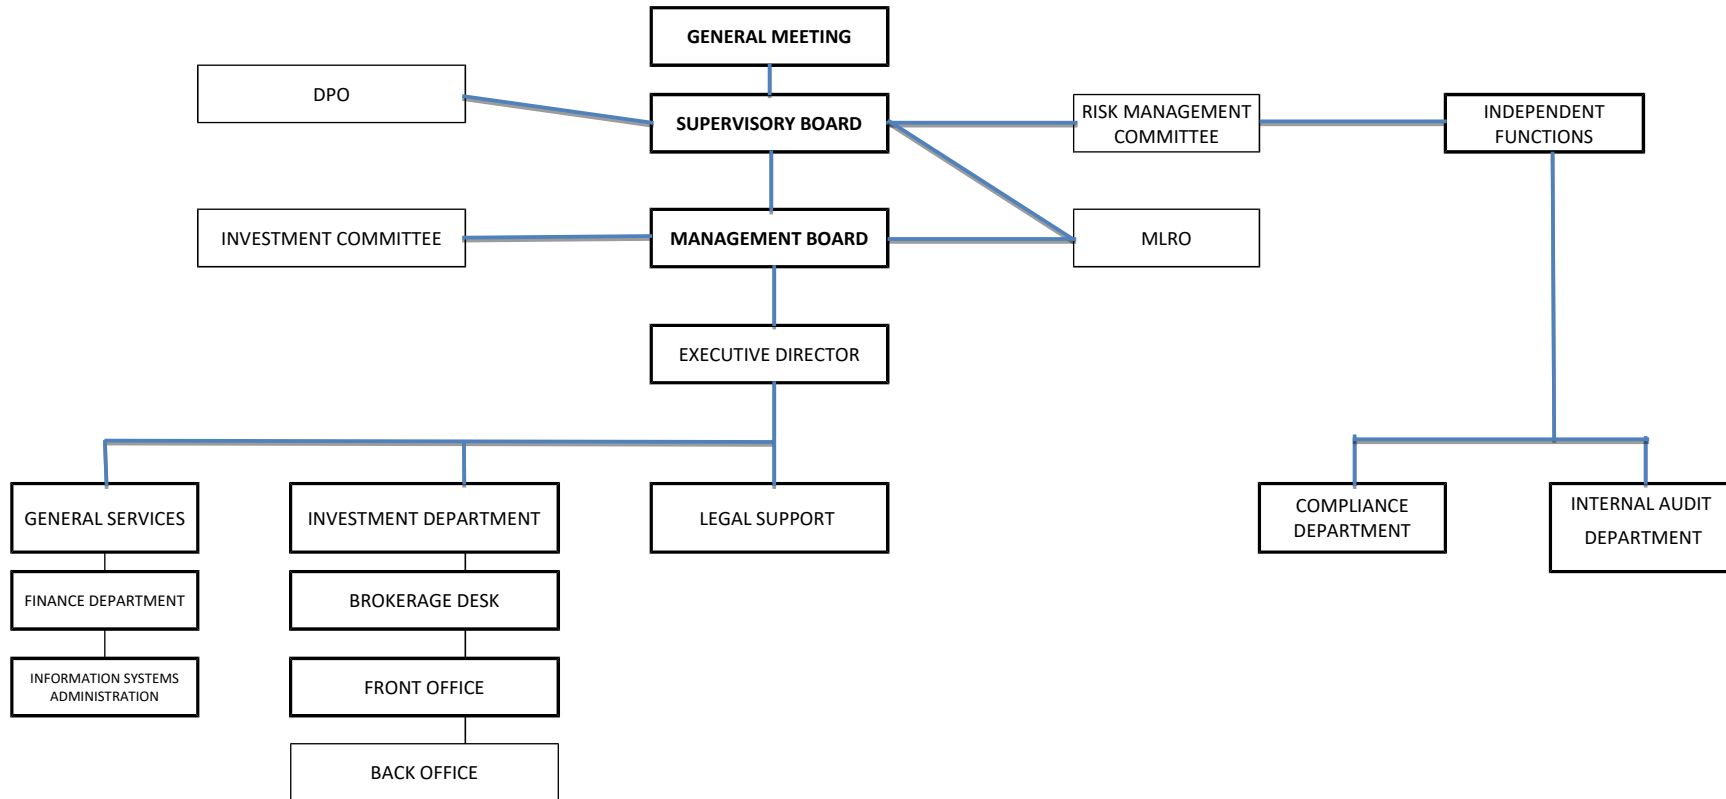 GENERAL MEETING
DPO
SUPERVISORY BOARD
RISK MANAGEMENT
COMMITTEE
INDEPENDENT
FUNCTIONS
INVESTMENT COMMITTEE
MANAGEMENT BOARD
MLRO
EXECUTIVE DIRECTOR
GENERAL SERVICES
INVESTMENT DEPARTMENT
LEGAL SUPPORT
COMPLIANCE
DEPARTMENT
INTERNAL AUDIT
DEPARTMENT
FINANCE DEPARTMENT
BROKERAGE DESK
INFORMATION SYSTEMS
ADMINISTRATION
FRONT OFFICE
BACK OFFICE